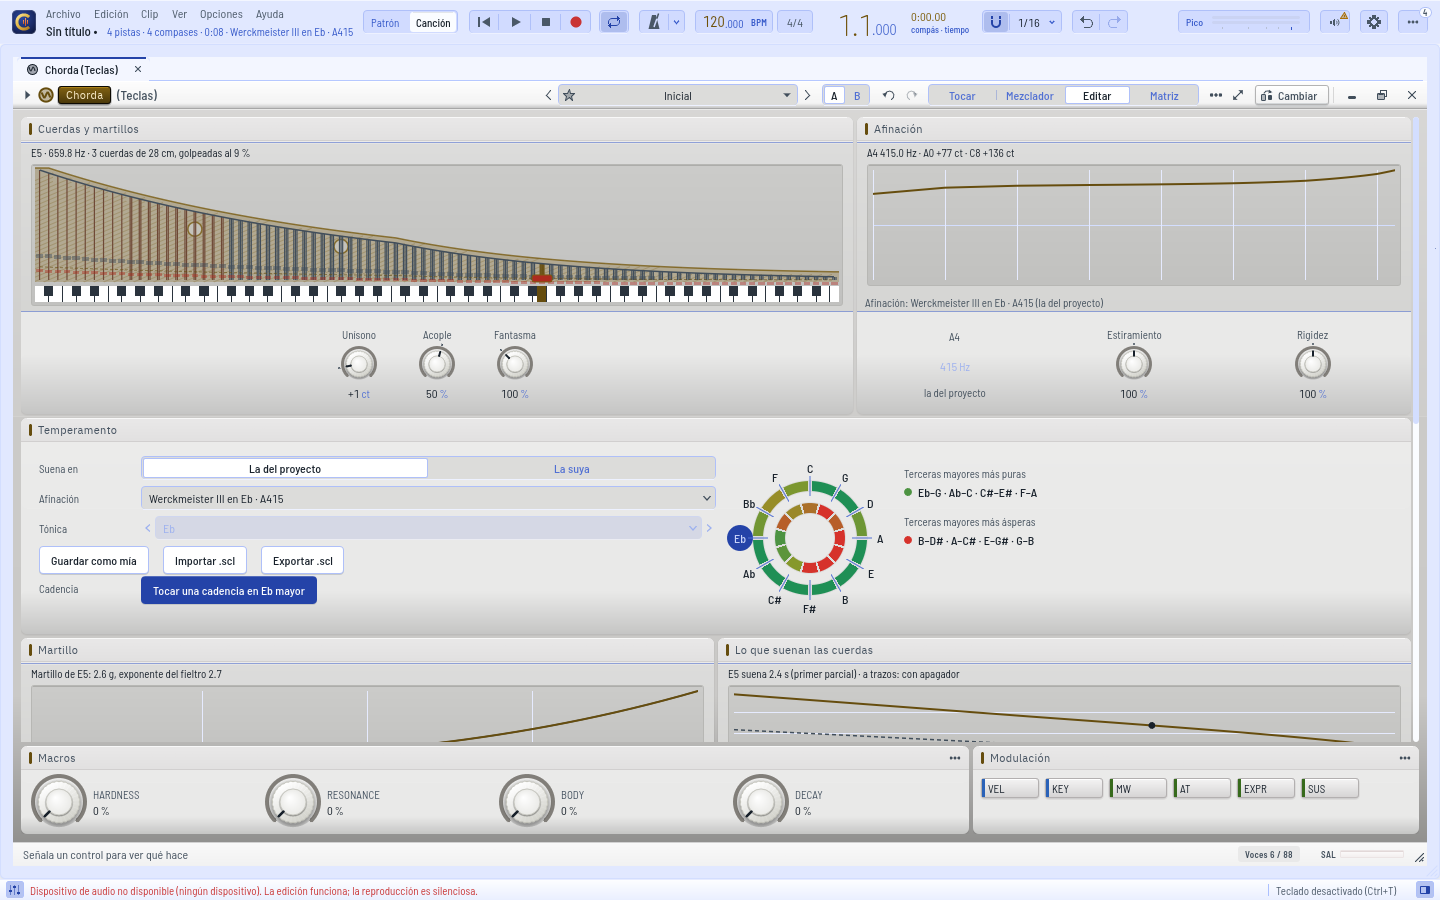 Archivo Edición Clip Ver Opciones Ayuda
Sin título • 4 pistas · 4 compases · 0:08 · Werckmeister III en Eb · A415
Patrón Canción
120.000 BPM 4/4
1.1.000
0:00.00
compás · tiempo
1/16
Pico
4
Chorda (Teclas)
Chorda (Teclas)
Inicial
A B
Tocar Mezclador Editar Matriz
Cambiar
Cuerdas y martillos
E5 · 659.8 Hz · 3 cuerdas de 28 cm, golpeadas al 9 %
Unísono Acople Fantasma
+1 ct 50 % 100 %
Afinación
A4 415.0 Hz · A0 +77 ct · C8 +136 ct
Afinación: Werckmeister III en Eb · A415 (la del proyecto)
A4 Estiramiento Rigidez
415 Hz
la del proyecto 100 % 100 %
Temperamento
Suena en La del proyecto La suya
Afinación Werckmeister III en Eb · A415
Tónica Eb
Guardar como mía Importar .scl Exportar .scl
Cadencia Tocar una cadencia en Eb mayor
C
G
D
A
E
B
F#
C#
Ab
Eb
Bb
F
Terceras mayores más puras
Eb–G · Ab–C · C#–E# · F–A
Terceras mayores más ásperas
B–D# · A–C# · E–G# · G–B
Martillo
Martillo de E5: 2.6 g, exponente del fieltro 2.7
Lo que suenan las cuerdas
E5 suena 2.4 s (primer parcial) · a trazos: con apagador
Macros
HARDNESS
0 %
RESONANCE
0 %
BODY
0 %
DECAY
0 %
Modulación
VEL KEY MW AT EXPR SUS
Señala un control para ver qué hace
Voces 6 / 88 SAL
Dispositivo de audio no disponible (ningún dispositivo). La edición funciona; la reproducción es silenciosa.
Teclado desactivado (Ctrl+T)